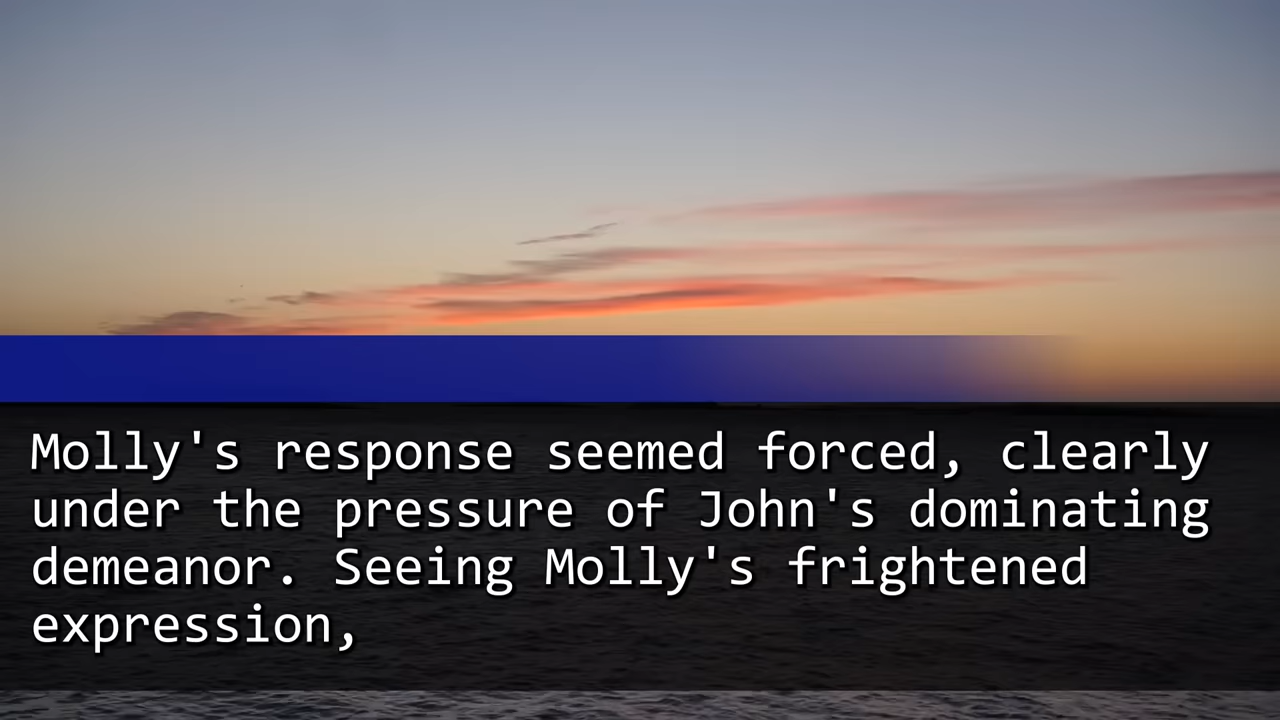 Molly's response seemed forced, clearly
under the pressure of John's dominating
demeanor. Seeing Molly's frightened
expression,